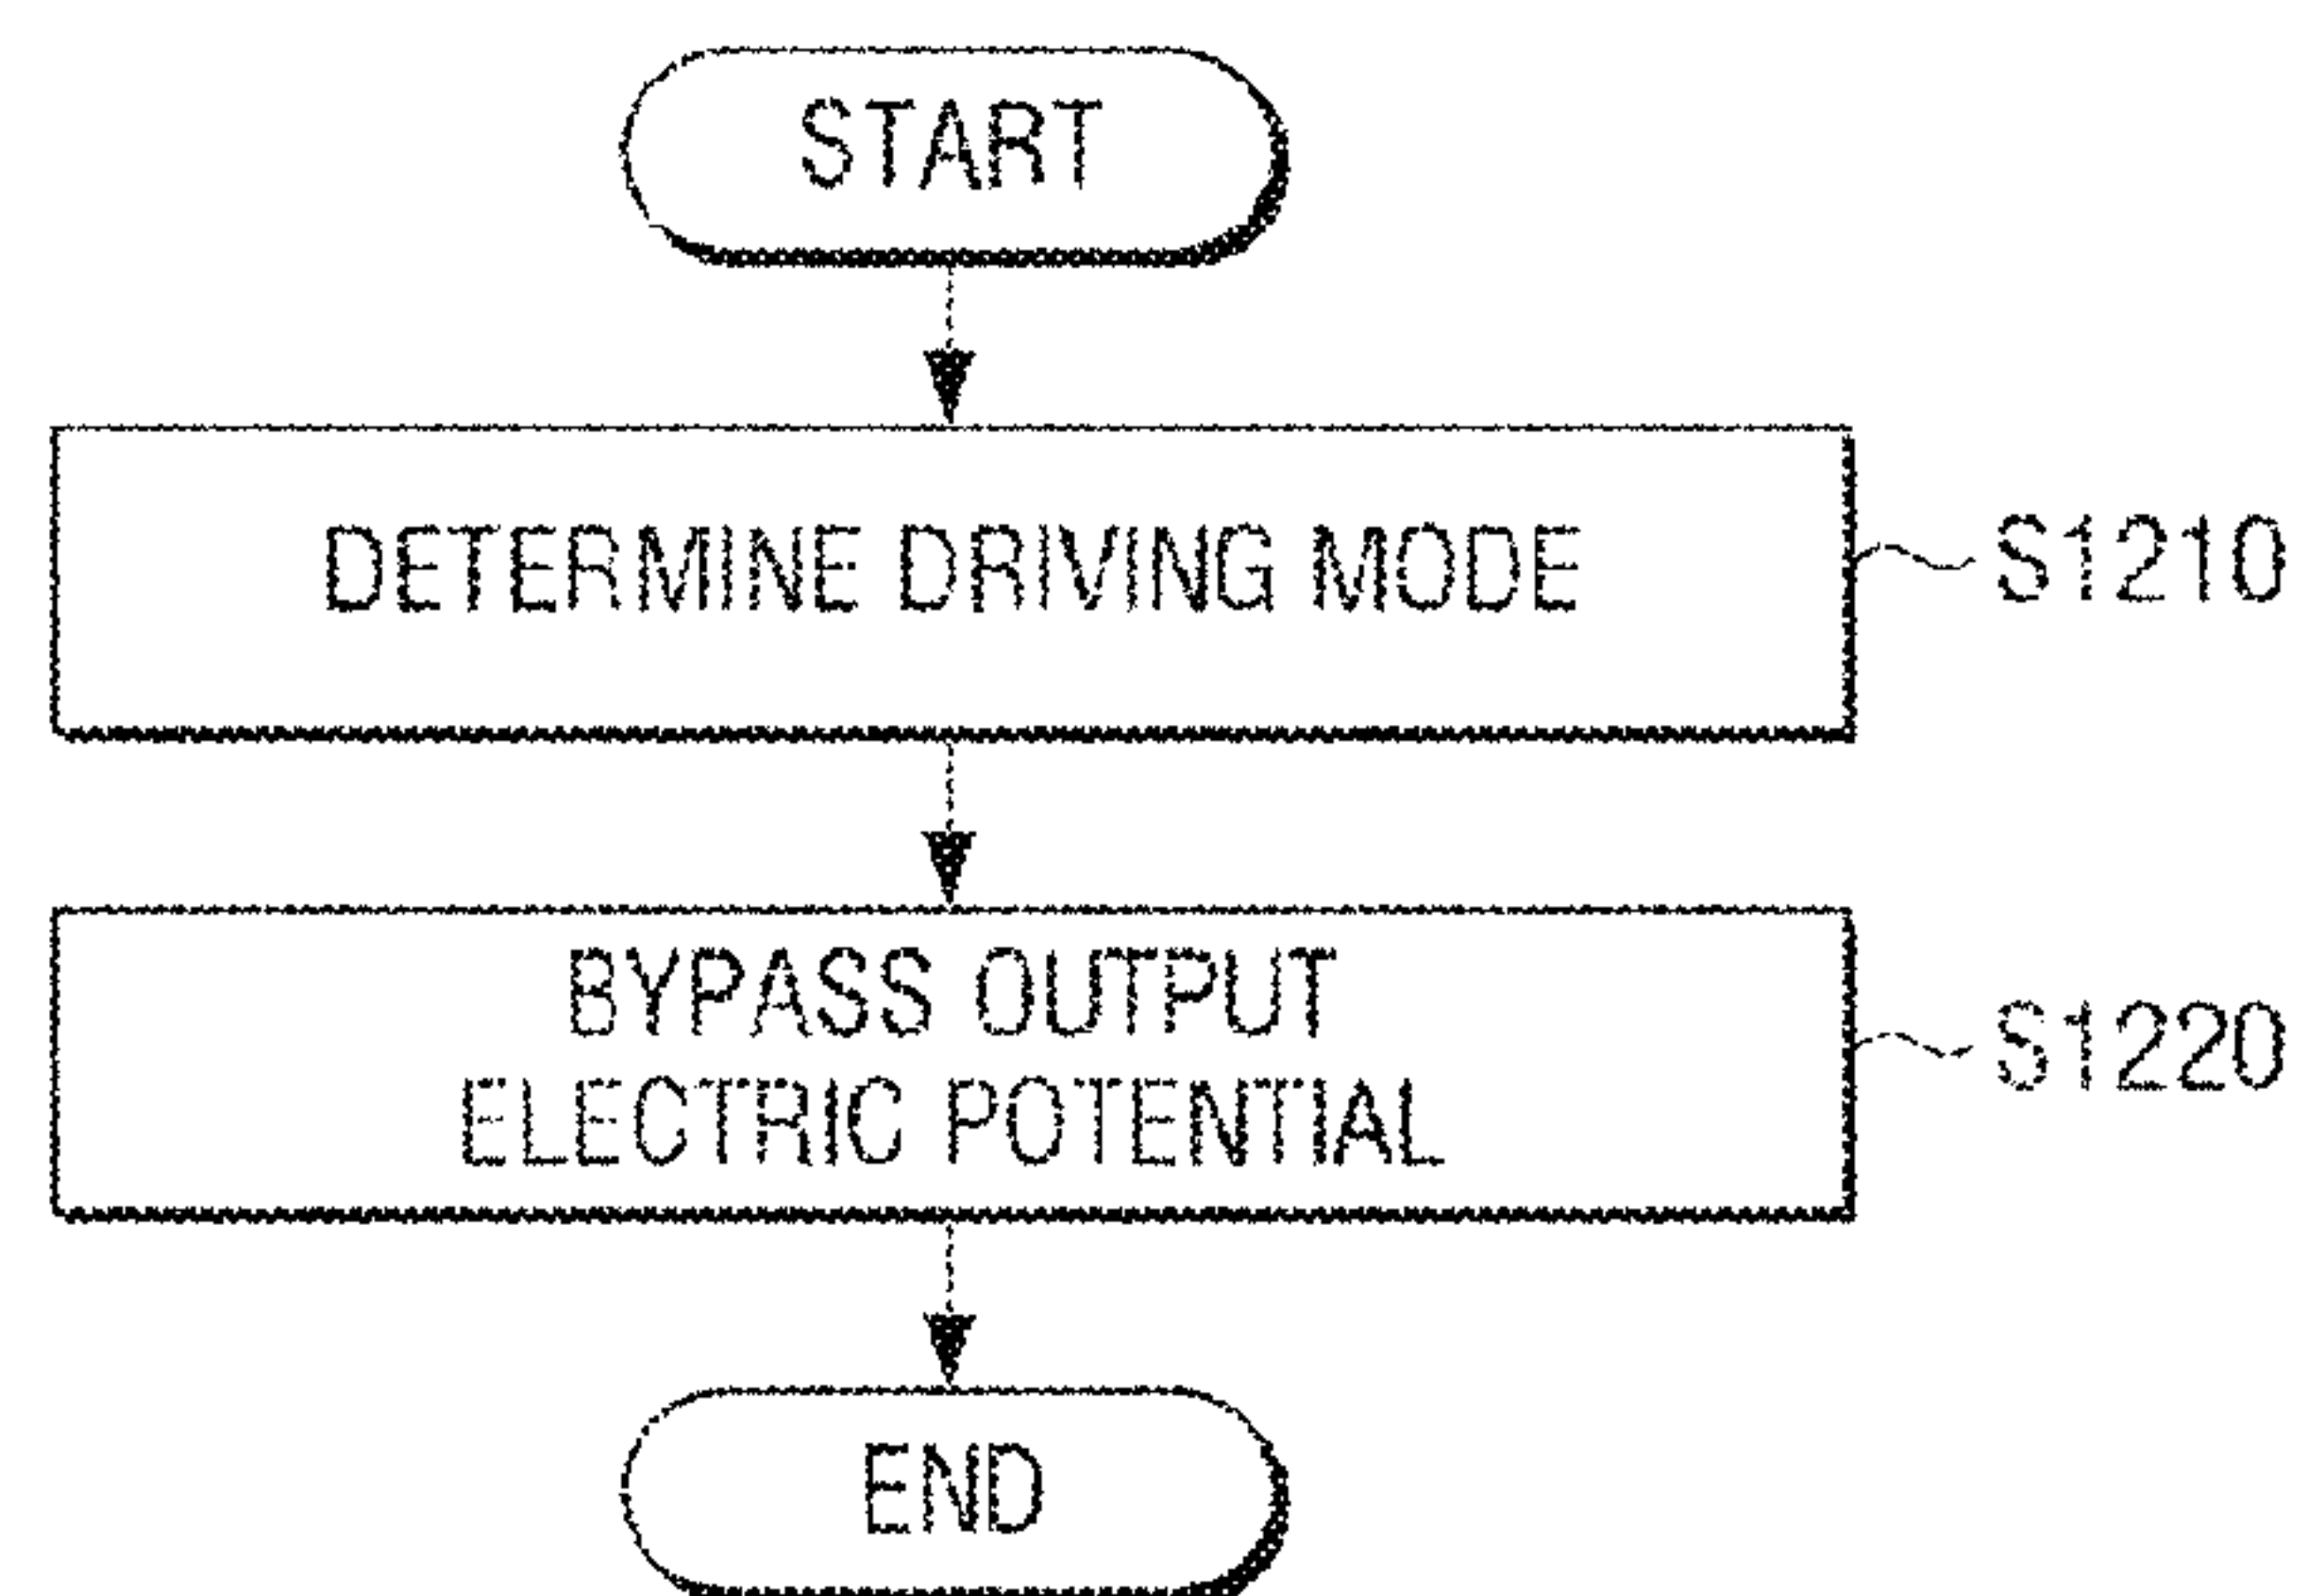 START
DETERMINE DRIVING MODE
S1210
BYPASS OUTPUT
ELECTRIC POTENTIAL
S1220
END